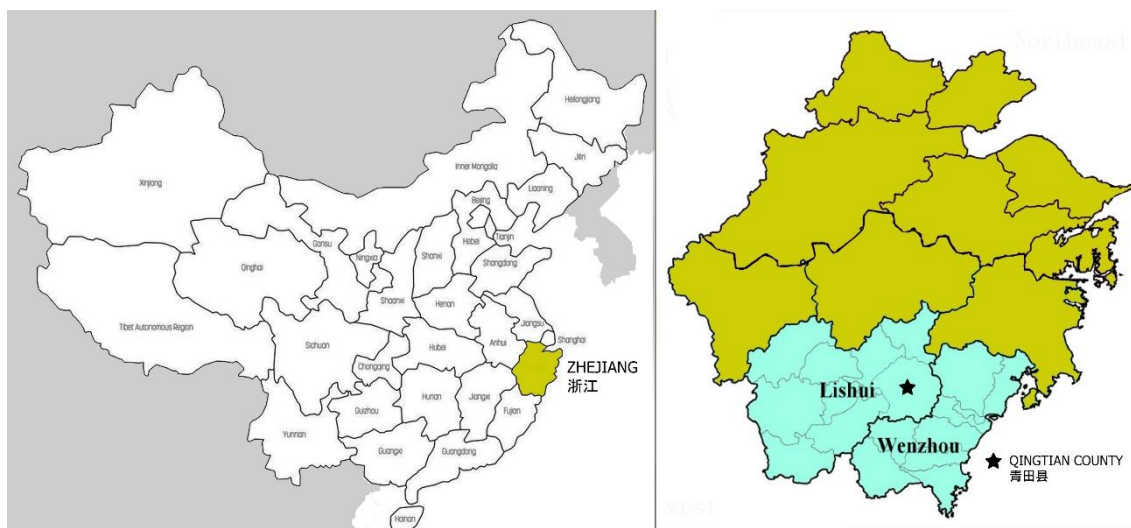 Heilongjiang
Jilin
Inner Mongolia
Liaoning
Xinjiang
Beijing
Tianjin
Hebei
Gansu
Ningxia
Shanxi
Shangdong
Qinghai
Shaanxi
Henan
Jiangsu
Tibet Autonomous Region
Sichuan
Chongqing
Hubei
Anhui
Shanghai
ZHEJIANG
浙江
Guizhou
Hunan
Jiangxi
Fujian
Yunnan
Guangxi
Guangdong
Hainan
Northeast
Lishui
Wenzhou
QINGTIAN COUNTY
青田县
west